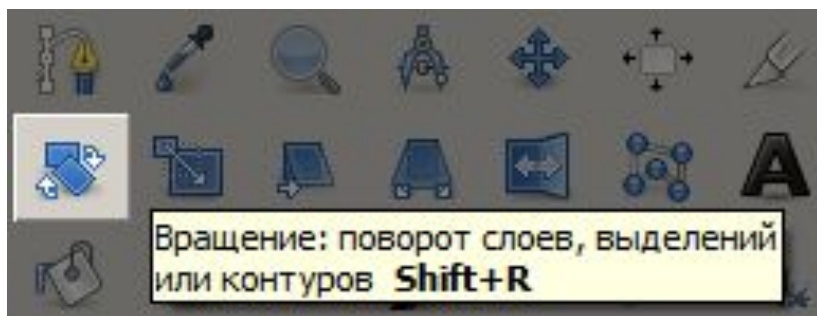 Вращение: поворот слоев, выделений
или контуров Shift+R